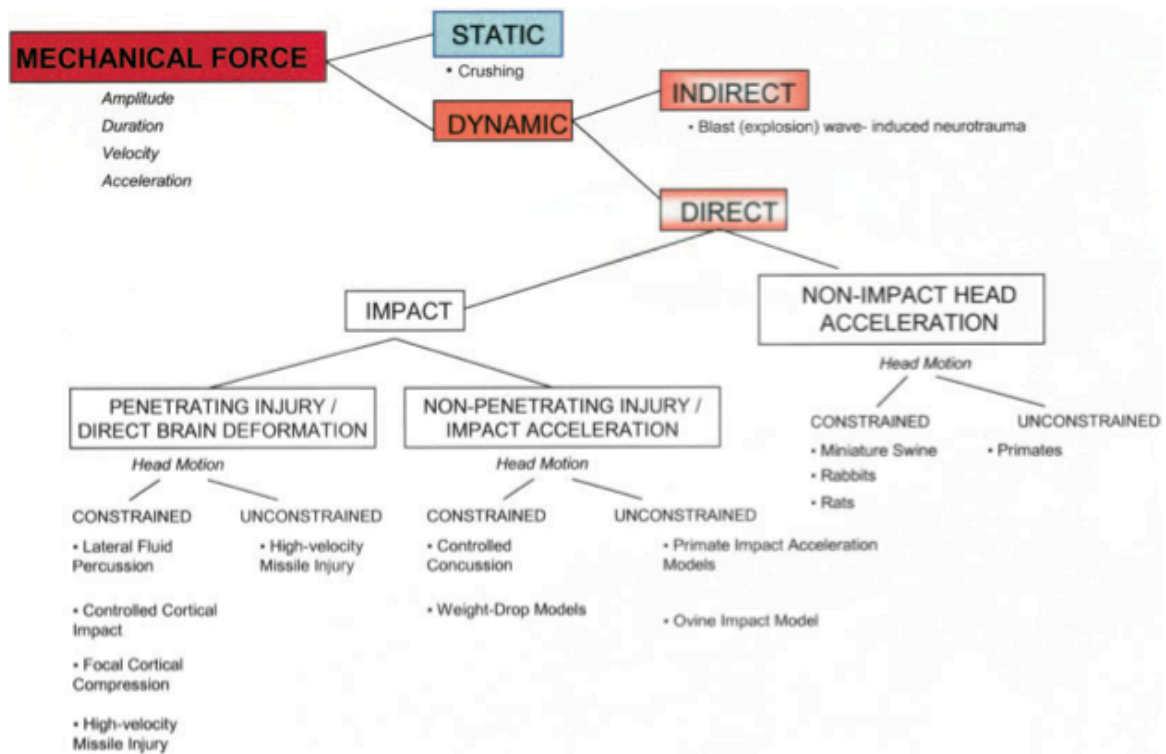 MECHANICAL FORCE
Amplitude
Duration
Velocity
Acceleration
STATIC
• Crushing
DYNAMIC
INDIRECT
• Blast (explosion) wave- induced neurotrauma
DIRECT
IMPACT
NON-IMPACT HEAD
ACCELERATION
Head Motion
CONSTRAINED
• Miniature Swine
• Rabbits
• Rats
UNCONSTRAINED
• Primates
PENETRATING INJURY /
DIRECT BRAIN DEFORMATION
Head Motion
CONSTRAINED
• Lateral Fluid
Percussion
• Controlled Cortical
Impact
• Focal Cortical
Compression
• High-velocity
Missile Injury
UNCONSTRAINED
• High-velocity
Missile Injury
NON-PENETRATING INJURY /
IMPACT ACCELERATION
Head Motion
CONSTRAINED
• Controlled
Concussion
• Weight-Drop Models
UNCONSTRAINED
• Primate Impact Acceleration
Models
• Ovine Impact Model